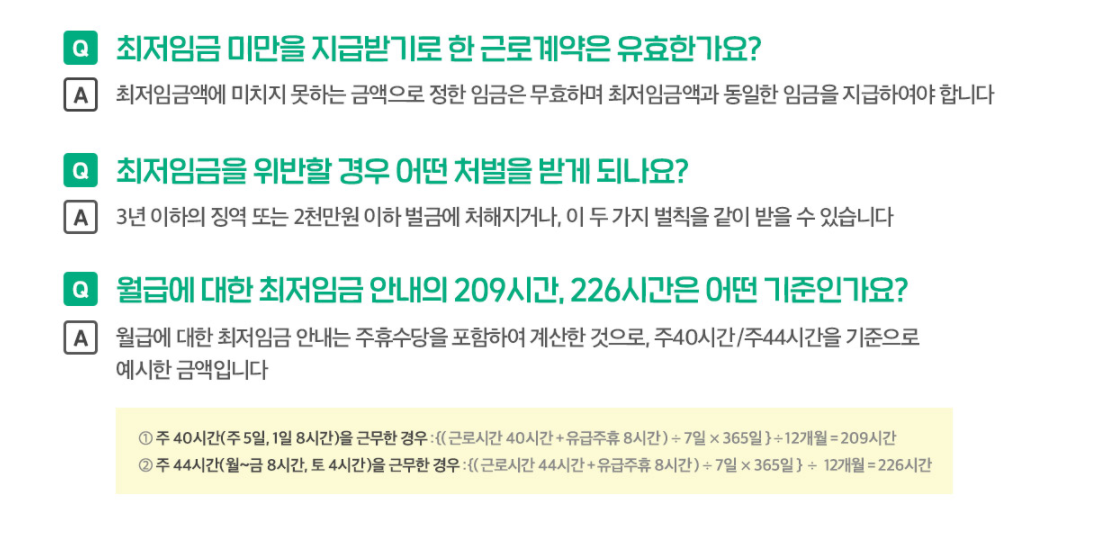 Q 최저임금 미만을 지급받기로 한 근로계약은 유효한가요?
A 최저임금액에 미치지 못하는 금액으로 정한 임금은 무효하며 최저임금액과 동일한 임금을 지급하여야 합니다
Q 최저임금을 위반할 경우 어떤 처벌을 받게 되나요?
A 3년 이하의 징역 또는 2천만원 이하 벌금에 처해지거나, 이 두 가지 벌칙을 같이 받을 수 있습니다
Q 월급에 대한 최저임금 안내의 209시간, 226시간은 어떤 기준인가요?
A 월급에 대한 최저임금 안내는 주휴수당을 포함하여 계산한 것으로, 주40시간/주44시간을 기준으로
예시한 금액입니다
① 주 40시간(주 5일, 1일 8시간)을 근무한 경우 : {( 근로시간 40시간 + 유급주휴 8시간 ) ÷ 7일 × 365일 } ÷ 12개월 = 209시간
② 주 44시간(월~금 8시간, 토 4시간)을 근무한 경우 : {( 근로시간 44시간 + 유급주휴 8시간 ) ÷ 7일 × 365일 } ÷ 12개월 = 226시간